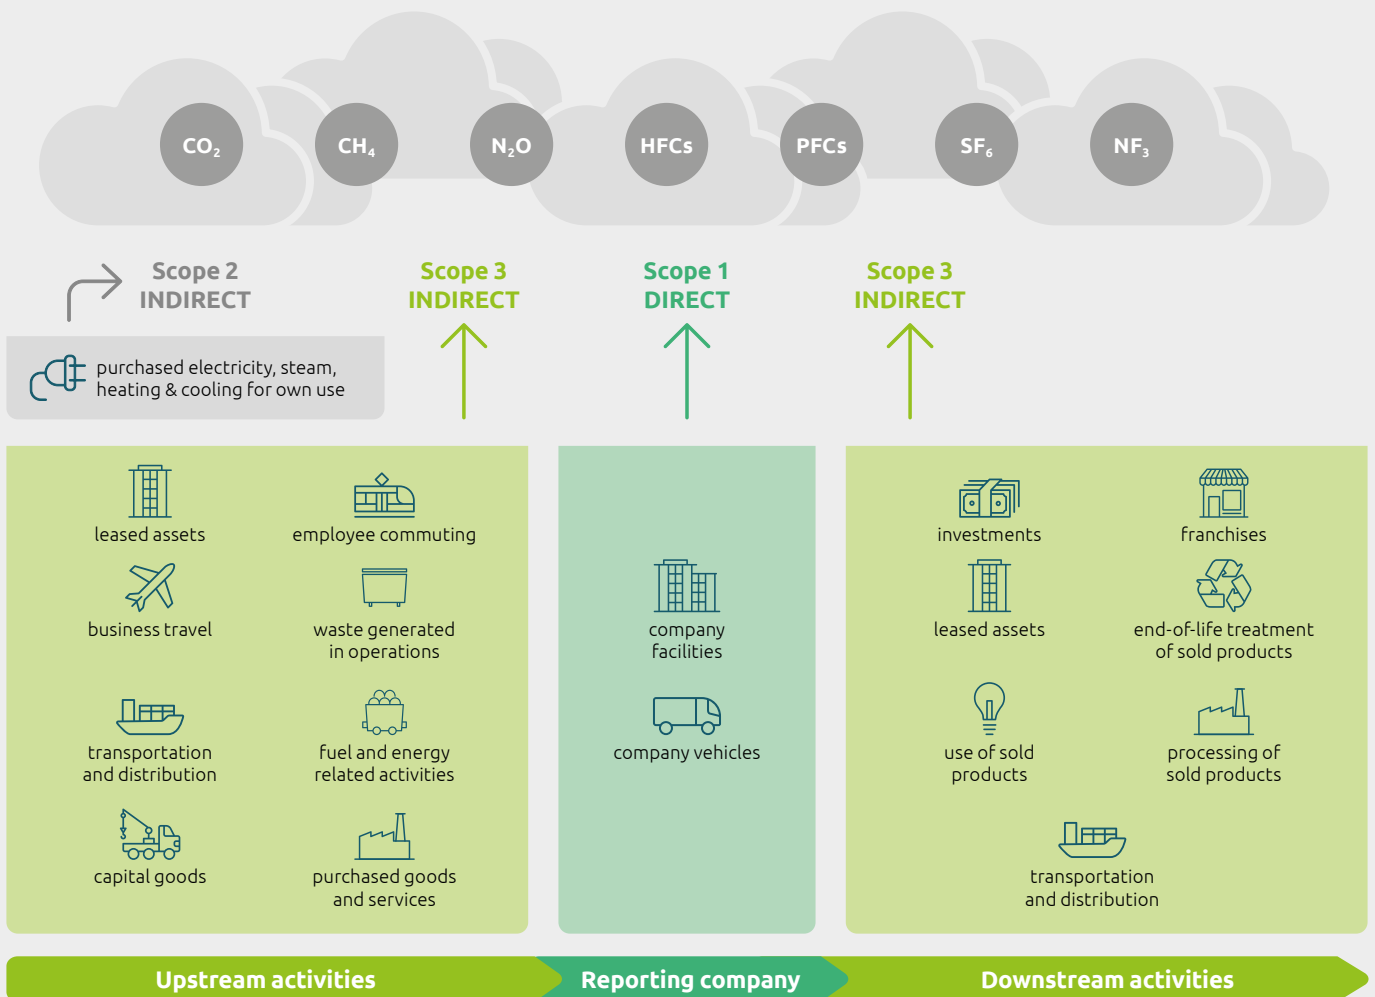 CO₂
CH₄
N₂O
HFCs
PFCs
SF₆
NF₃
Scope 2
INDIRECT
Scope 3
INDIRECT
Scope 1
DIRECT
Scope 3
INDIRECT
purchased electricity, steam,
heating & cooling for own use
leased assets
employee commuting
business travel
waste generated
in operations
transportation
and distribution
fuel and energy
related activities
capital goods
purchased goods
and services
company
facilities
company vehicles
investments
franchises
leased assets
end-of-life treatment
of sold products
use of sold
products
processing of
sold products
transportation
and distribution
Upstream activities
Reporting company
Downstream activities